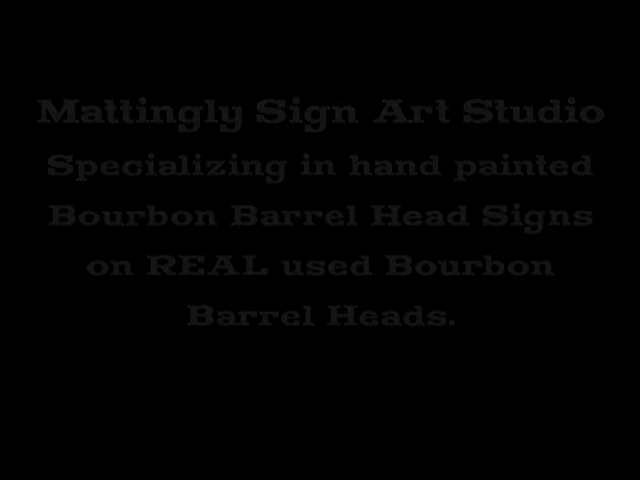 Mattingly Sign Art Studio
Specializing in hand painted
Bourbon Barrel Head Signs
on REAL used Bourbon
Barrel Heads.